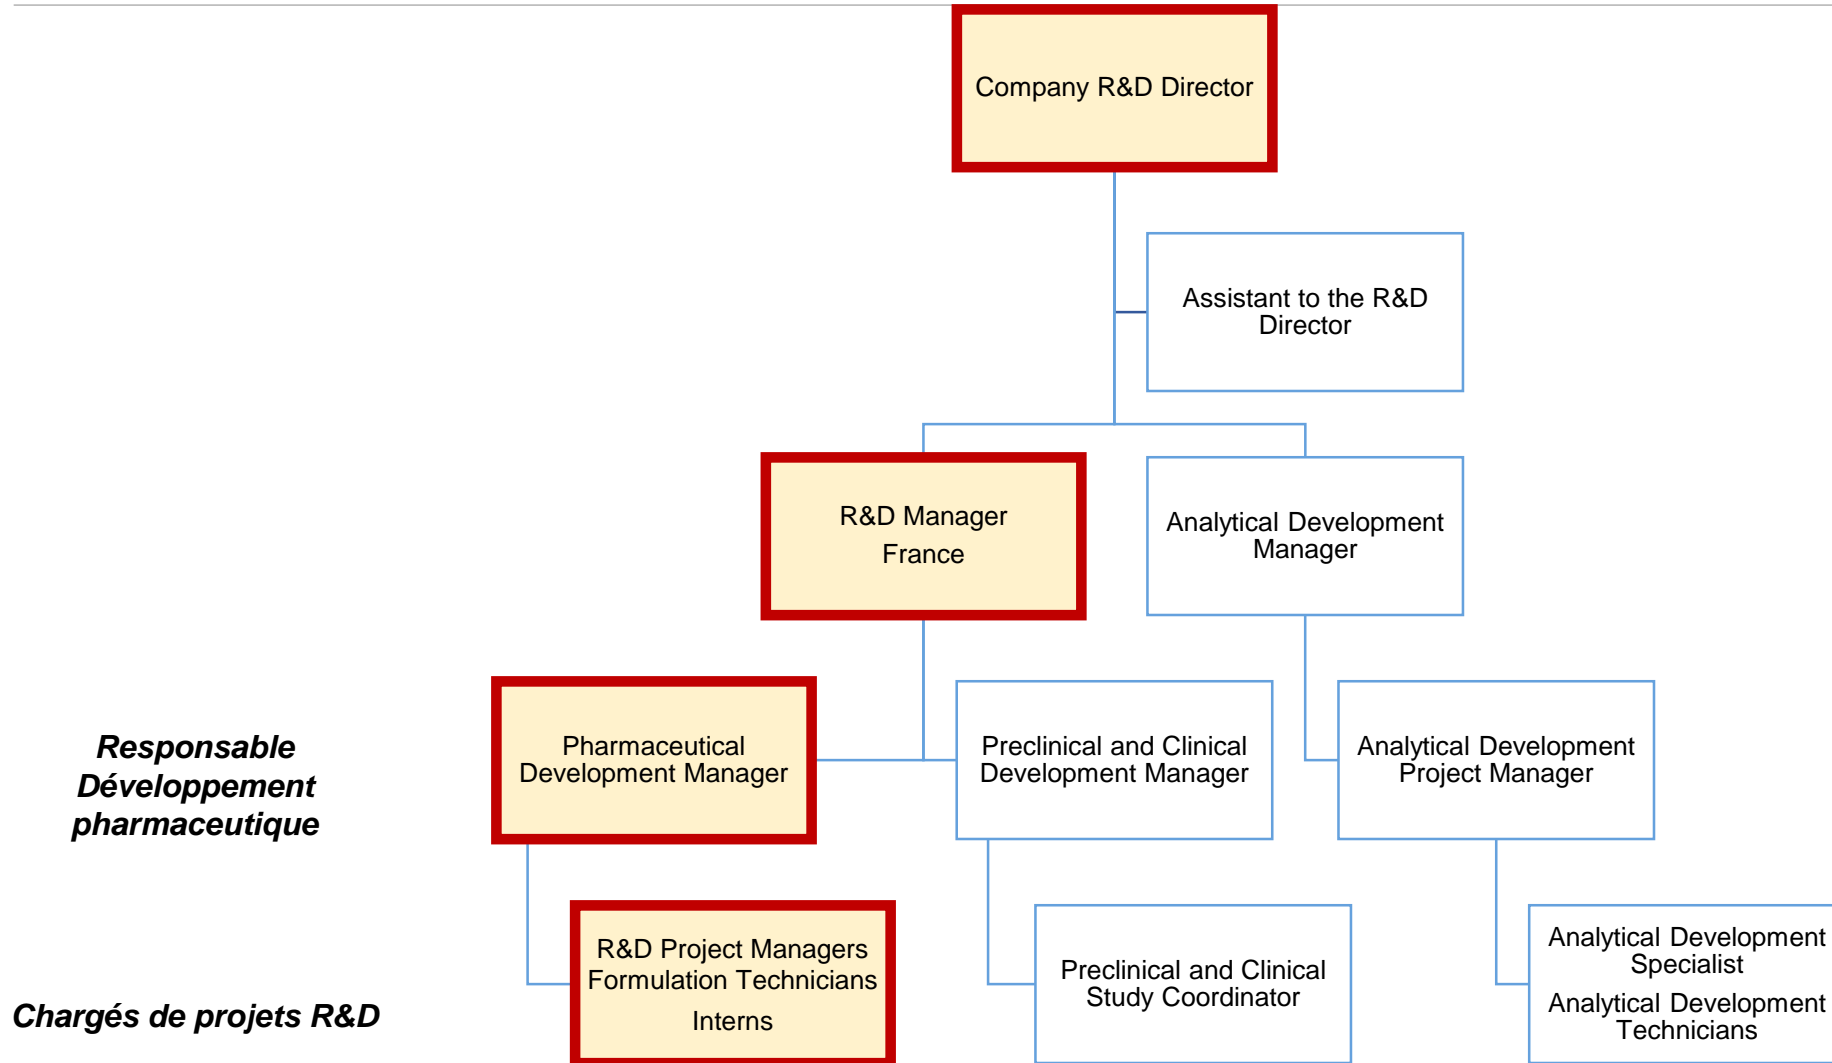 Company R&D Director
Assistant to the R&D
Director
R&D Manager
France
Analytical Development
Manager
Responsable
Développement
pharmaceutique
Pharmaceutical
Development Manager
Preclinical and Clinical
Development Manager
Analytical Development
Project Manager
Chargés de projets R&D
R&D Project Managers
Formulation Technicians
Interns
Preclinical and Clinical
Study Coordinator
Analytical Development
Specialist
Analytical Development
Technicians